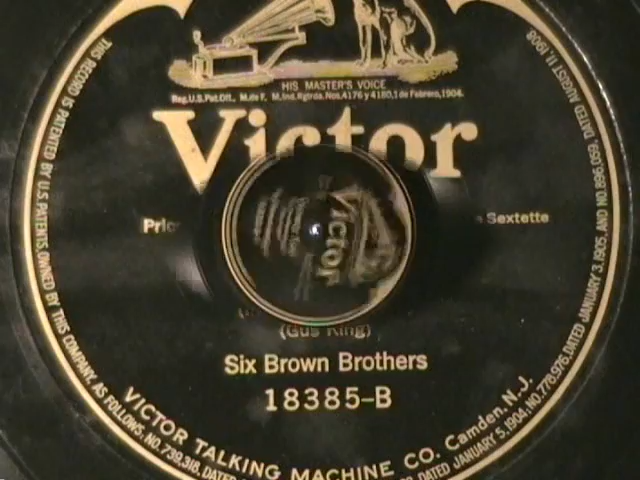 HIS MASTER'S VOICE
Reg.U.S.Pat.Off., M.de F. M.Ind.Rgtrda.Nos.4176 y 4180,1 de Febrero,1904.
Victor
Sextette
Victor
(Gus King)
Six Brown Brothers
18385-B
THIS RECORD IS PATENTED BY U.S. PATENTS, OWNED BY THIS COMPANY, AS FOLLOWS, NO. 739,318, DATED
DATED JANUARY 5, 1904; NO. 778,976, DATED JANUARY 3, 1905, AND NO. 896,059, DATED AUGUST 11, 1908
VICTOR TALKING MACHINE CO. Camden, N.J.